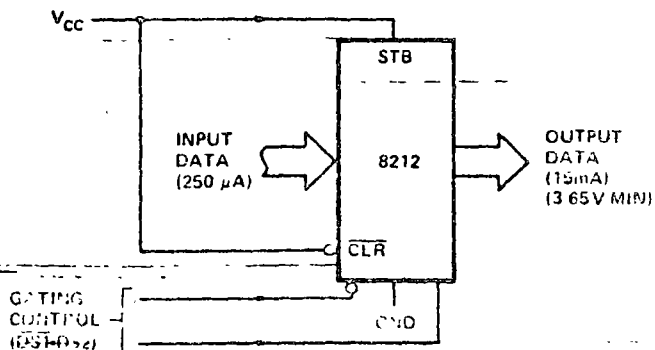 VCC
STB
INPUT
DATA
(250 μA)
8212
OUTPUT
DATA
(15mA)
(3.65V MIN)
CLR
GATING
CONTROL
GND